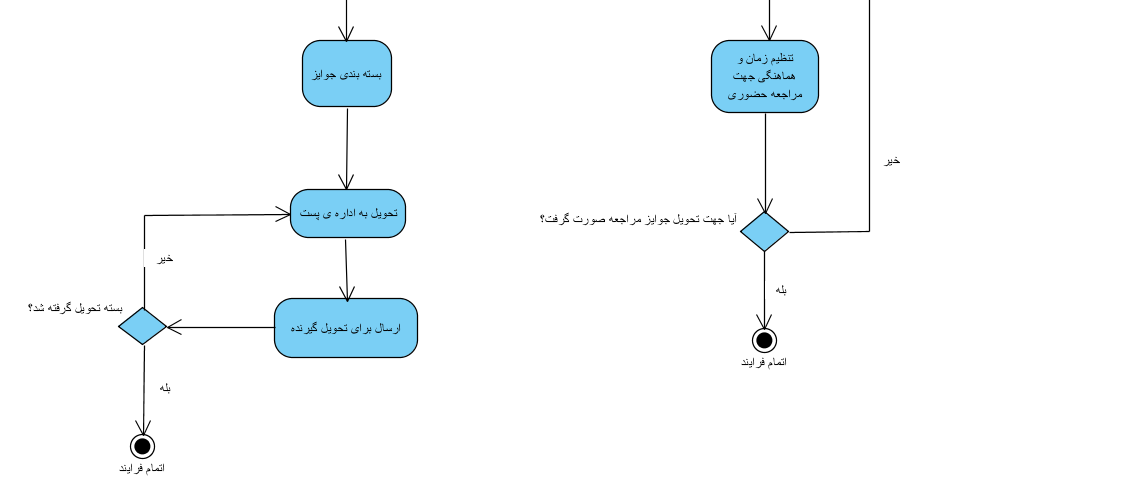 بسته بندی جوایز
تحویل به اداره ی پست
خیر
بسته تحویل گرفته شد؟
ارسال برای تحویل گیرنده
بله
اتمام فرایند
تنظیم زمان و
هماهنگی جهت
مراجعه حضوری
خیر
آیا جهت تحویل جوایز مراجعه صورت گرفت؟
بله
اتمام فرایند